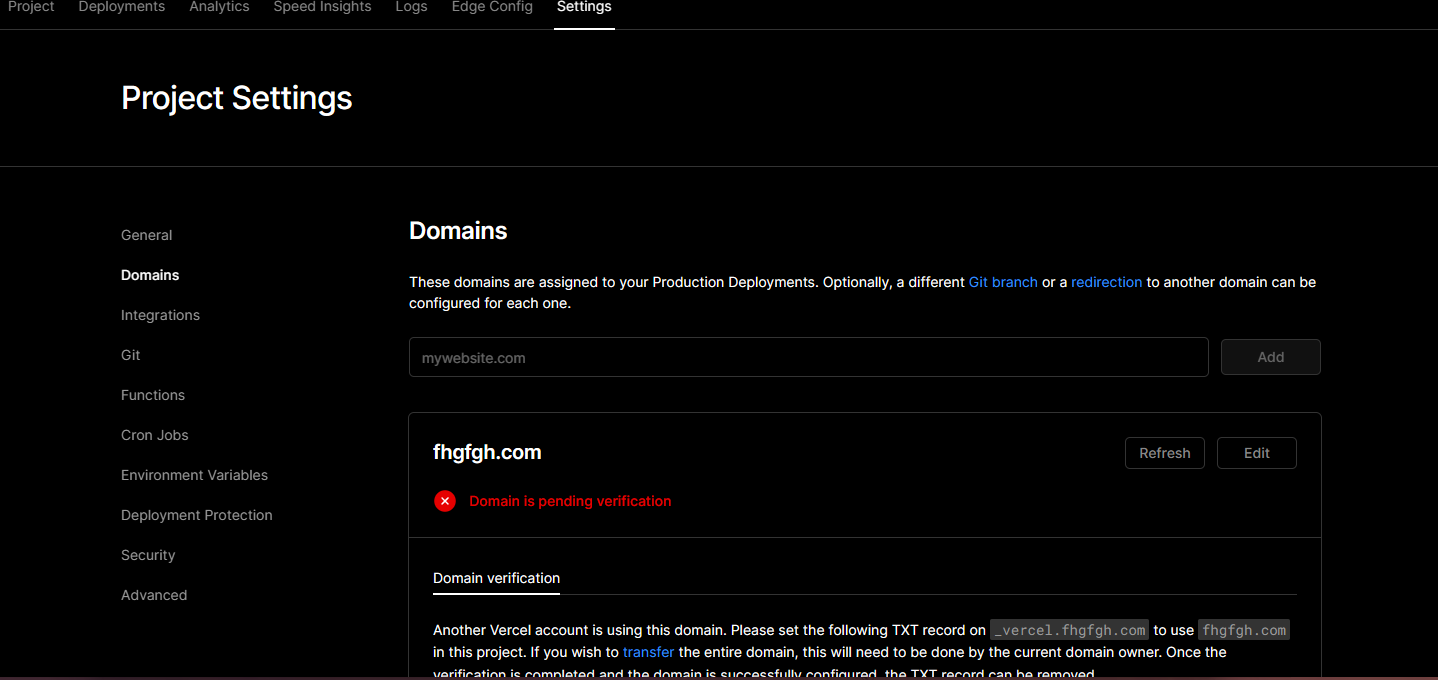 Project Deployments Analytics Speed Insights Logs Edge Config Settings
Project Settings
General
Domains
Integrations
Git
Functions
Cron Jobs
Environment Variables
Deployment Protection
Security
Advanced
Domains
These domains are assigned to your Production Deployments. Optionally, a different Git branch or a redirection to another domain can be
configured for each one.
mywebsite.com Add
fhgfgh.com Refresh Edit
Domain is pending verification
Domain verification
Another Vercel account is using this domain. Please set the following TXT record on _vercel.fhgfgh.com to use fhgfgh.com
in this project. If you wish to transfer the entire domain, this will need to be done by the current domain owner. Once the
verification is completed and the domain is successfully configured, the TXT record can be removed.